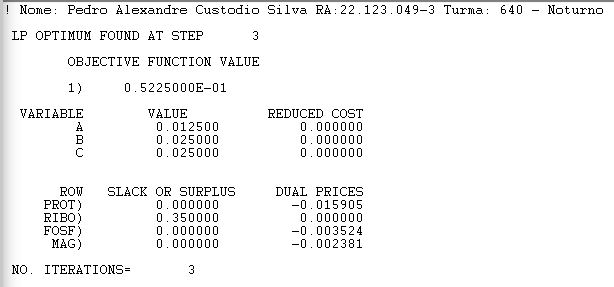 ! Nome: Pedro Alexandre Custodio Silva RA:22.123.049-3 Turma: 640 - Noturno
LP OPTIMUM FOUND AT STEP      3
OBJECTIVE FUNCTION VALUE
1)     0.5225000E-01
VARIABLE        VALUE          REDUCED COST
A         0.012500          0.000000
B         0.025000          0.000000
C         0.025000          0.000000
ROW   SLACK OR SURPLUS     DUAL PRICES
PROT)         0.000000         -0.015905
RIBO)         0.350000          0.000000
FOSF)         0.000000         -0.003524
MAG)         0.000000         -0.002381
NO. ITERATIONS=       3